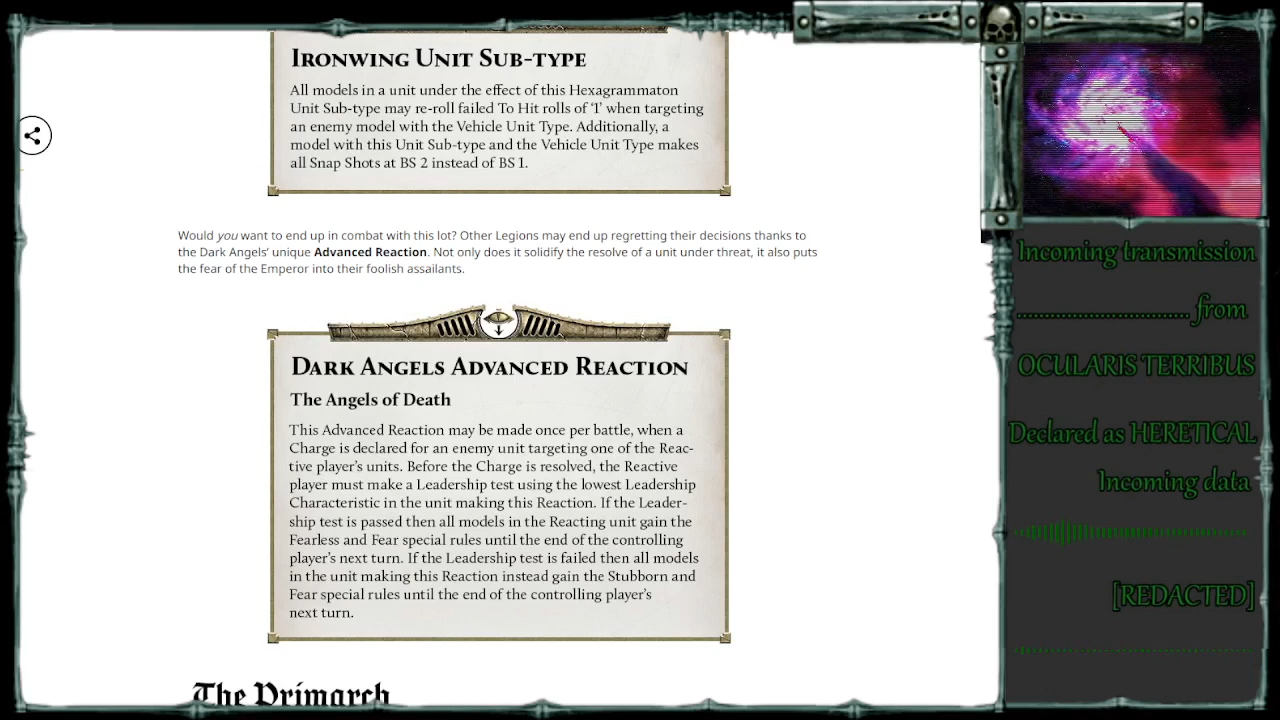 Ironwing Unit Sub-type
All models in a unit under the effect of this Hexagrammaton
Unit Sub-type may re-roll failed To Hit rolls of ‘1’ when targeting
an enemy model with the Vehicle Unit Type. Additionally, a
model with this Unit Sub-type and the Vehicle Unit Type makes
all Snap Shots at BS 2 instead of BS 1.
Would you want to end up in combat with this lot? Other Legions may end up regretting their decisions thanks to
the Dark Angels’ unique Advanced Reaction. Not only does it solidify the resolve of a unit under threat, it also puts
the fear of the Emperor into their foolish assailants.
Dark Angels Advanced Reaction
The Angels of Death
This Advanced Reaction may be made once per battle, when a
Charge is declared for an enemy unit targeting one of the Reac-
tive player’s units. Before the Charge is resolved, the Reactive
player must make a Leadership test using the lowest Leadership
Characteristic in the unit making this Reaction. If the Leader-
ship test is passed then all models in the Reacting unit gain the
Fearless and Fear special rules until the end of the controlling
player’s next turn. If the Leadership test is failed then all models
in the unit making this Reaction instead gain the Stubborn and
Fear special rules until the end of the controlling player’s
next turn.
The Primarch
Incoming transmission
................................ from
OCULARIS TERRIBUS
Declared as HERETICAL
Incoming data
[REDACTED]